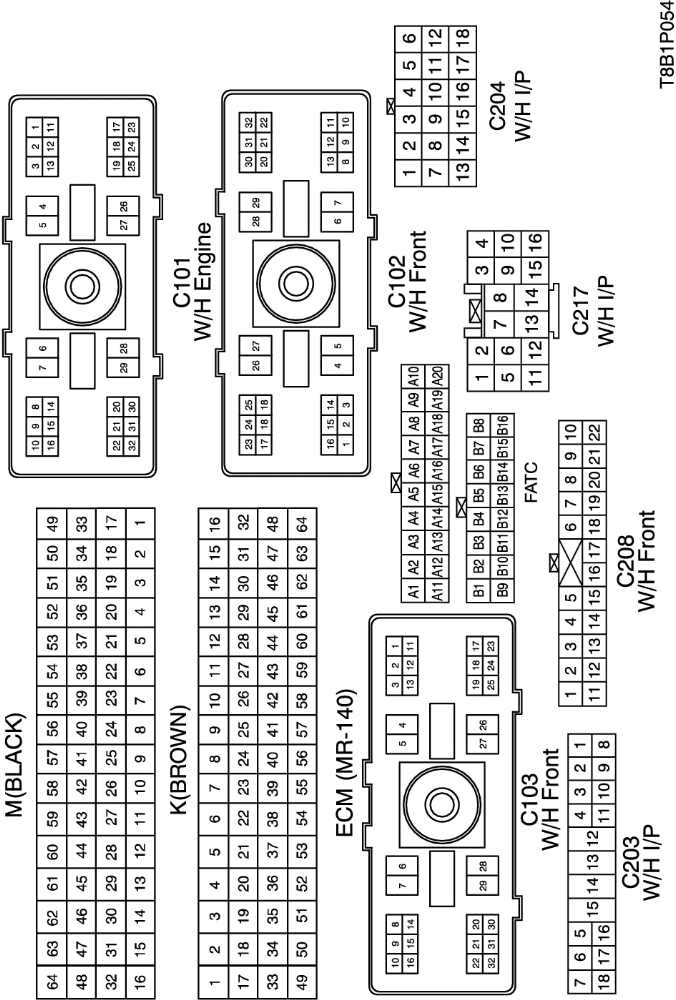 M(BLACK)
64 63 62 61 60 59 58 57 56 55 54 53 52 51 50 49
48 47 46 45 44 43 42 41 40 39 38 37 36 35 34 33
32 31 30 29 28 27 26 25 24 23 22 21 20 19 18 17
16 15 14 13 12 11 10 9 8 7 6 5 4 3 2 1
K(BROWN)
1 2 3 4 5 6 7 8 9 10 11 12 13 14 15 16
17 18 19 20 21 22 23 24 25 26 27 28 29 30 31 32
33 34 35 36 37 38 39 40 41 42 43 44 45 46 47 48
49 50 51 52 53 54 55 56 57 58 59 60 61 62 63 64
ECM (MR-140)
10 9 8 7 6 5 4 3 2 1
16 15 14 13 12 11
22 21 20 29 28 27 26 19 18 17
32 31 30 25 24 23
C101
W/H Engine
23 24 25 26 27 28 29 30 31 32
17 18 18 20 21 22
16 15 14 4 5 6 7 13 12 11
1 2 3 8 9 10
C102
W/H Front
10 9 8 7 6 5 4 3 2 1
16 15 14 13 12 11
22 21 20 29 28 27 26 19 18 17
32 31 30 25 24 23
C103
W/H Front
A1 A2 A3 A4 A5 A6 A7 A8 A9 A10
A11 A12 A13 A14 A15 A16 A17 A18 A19 A20
B1 B2 B3 B4 B5 B6 B7 B8
B9 B10 B11 B12 B13 B14 B15 B16
FATC
1 2 3 4 5 6
7 8 9 10 11 12
13 14 15 16 17 18
C204
W/H I/P
7 6 5 4 3 2 1
18 17 16 15 14 13 12 11 10 9 8
C203
W/H I/P
1 2 3 4 5 6 7 8 9 10
11 12 13 14 15 16 17 18 19 20 21 22
C208
W/H Front
1 2 3 4
5 6 7 8 9 10
11 12 13 14 15 16
C217
W/H I/P
T8B1P054